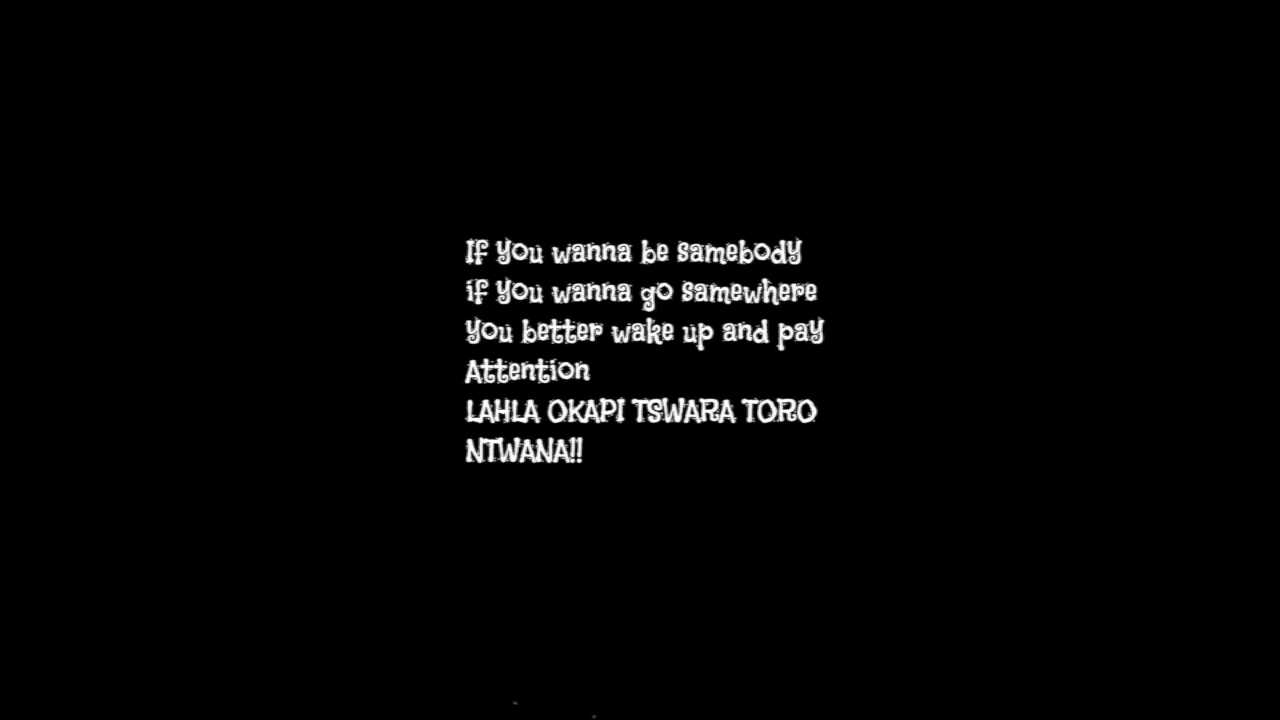 If you wanna be samebody
if you wanna go samewhere
you better wake up and pay
Attention
LAHLA OKAPI TSWARA TORO
NTWANA!!